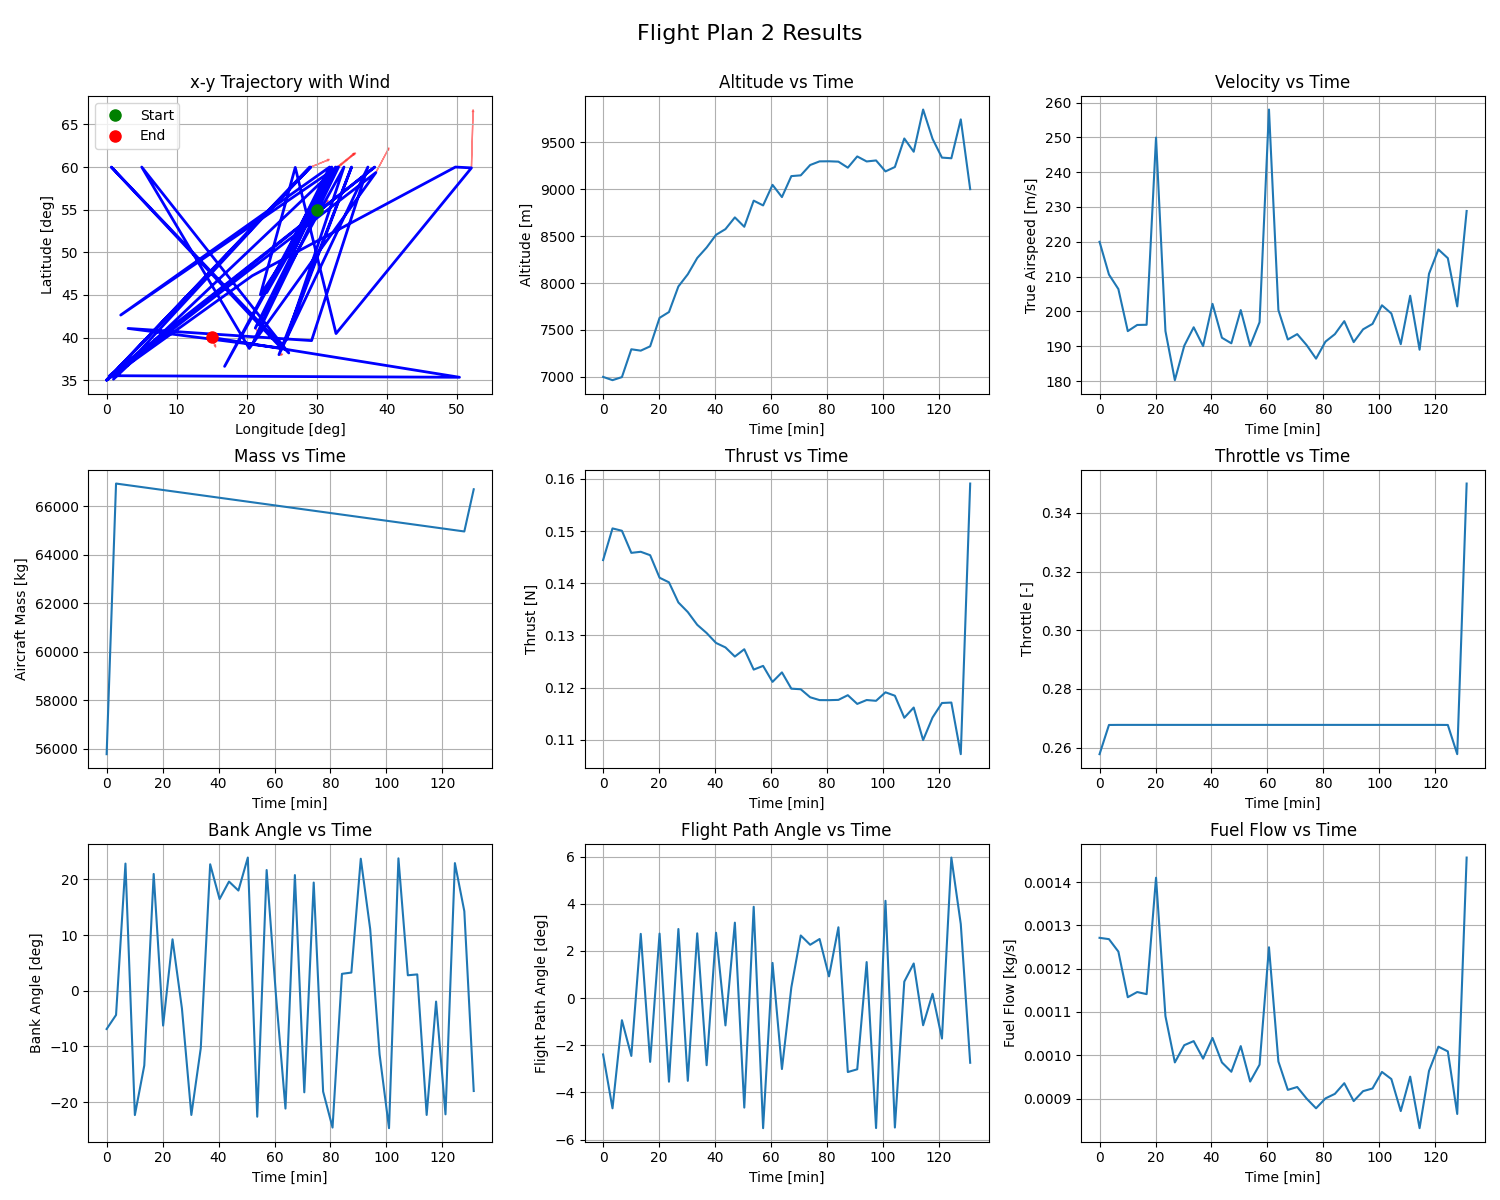 Flight Plan 2 Results
x-y Trajectory with Wind
Start
End
65
60
55
50
45
40
35
0 10 20 30 40 50
Latitude [deg]
Longitude [deg]
Altitude vs Time
9500
9000
8500
8000
7500
7000
0 20 40 60 80 100 120
Altitude [m]
Time [min]
Velocity vs Time
260
250
240
230
220
210
200
190
180
0 20 40 60 80 100 120
True Airspeed [m/s]
Time [min]
Mass vs Time
66000
64000
62000
60000
58000
56000
0 20 40 60 80 100 120
Aircraft Mass [kg]
Time [min]
Thrust vs Time
0.16
0.15
0.14
0.13
0.12
0.11
0 20 40 60 80 100 120
Thrust [N]
Time [min]
Throttle vs Time
0.34
0.32
0.30
0.28
0.26
0 20 40 60 80 100 120
Throttle [-]
Time [min]
Bank Angle vs Time
20
10
0
−10
−20
0 20 40 60 80 100 120
Bank Angle [deg]
Time [min]
Flight Path Angle vs Time
6
4
2
0
−2
−4
−6
0 20 40 60 80 100 120
Flight Path Angle [deg]
Time [min]
Fuel Flow vs Time
0.0014
0.0013
0.0012
0.0011
0.0010
0.0009
0 20 40 60 80 100 120
Fuel Flow [kg/s]
Time [min]